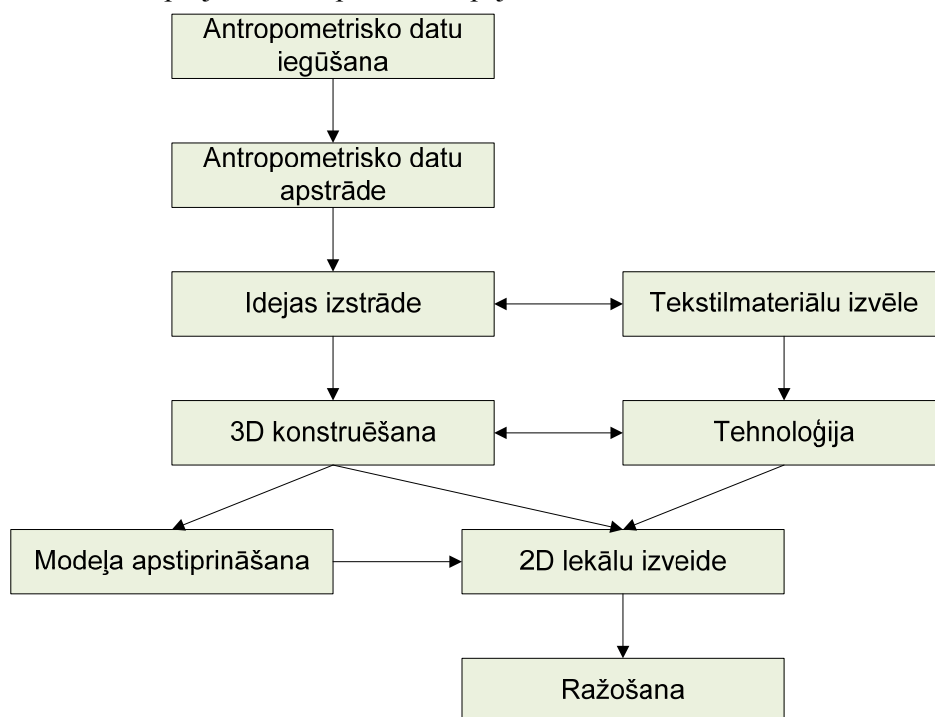 Antropometrisko datu
iegūšana
Antropometrisko datu
apstrāde
Idejas izstrāde
Tekstilmateriālu izvēle
3D konstruēšana
Tehnoloģija
Modeļa apstiprināšana
2D lekālu izveide
Ražošana